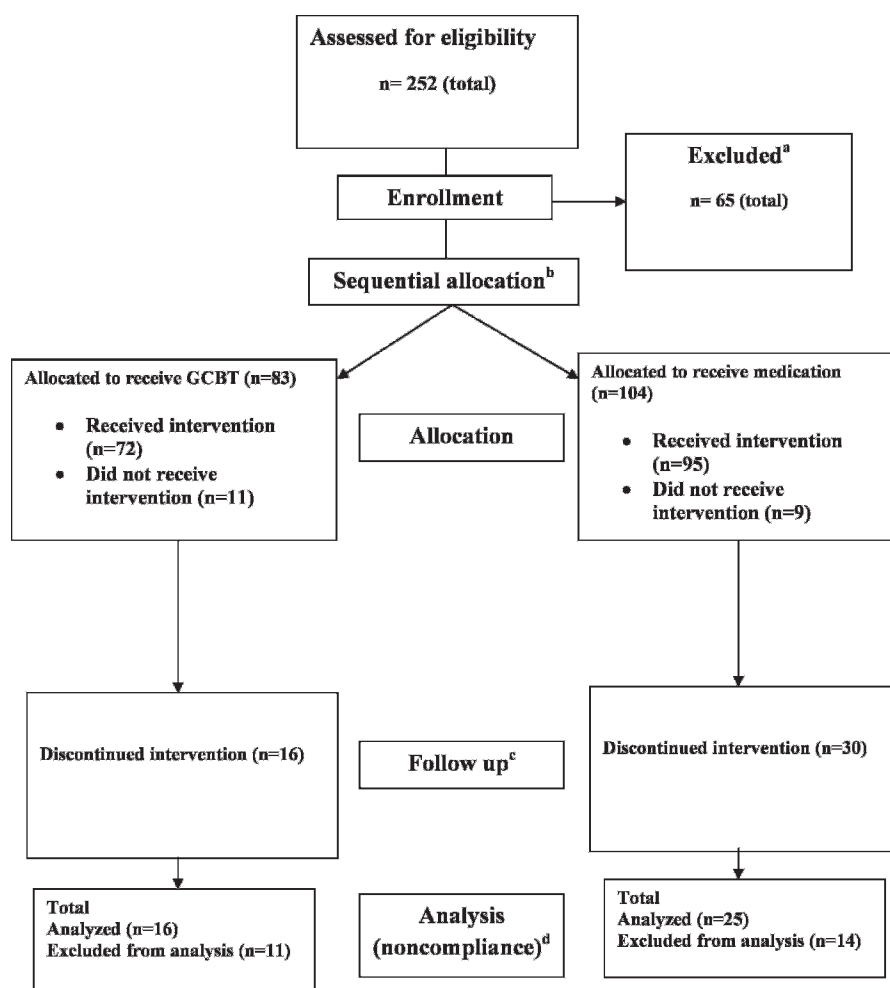 Assessed for eligibility
n= 252 (total)
Excludedᵃ
n= 65 (total)
Enrollment
Sequential allocationᵇ
Allocated to receive GCBT (n=83)
• Received intervention
(n=72)
• Did not receive
intervention (n=11)
Allocation
Allocated to receive medication
(n=104)
• Received intervention
(n=95)
• Did not receive
intervention (n=9)
Discontinued intervention (n=16)
Follow upᶜ
Discontinued intervention (n=30)
Total
Analyzed (n=16)
Excluded from analysis (n=11)
Analysis
(noncompliance)ᵈ
Total
Analyzed (n=25)
Excluded from analysis (n=14)